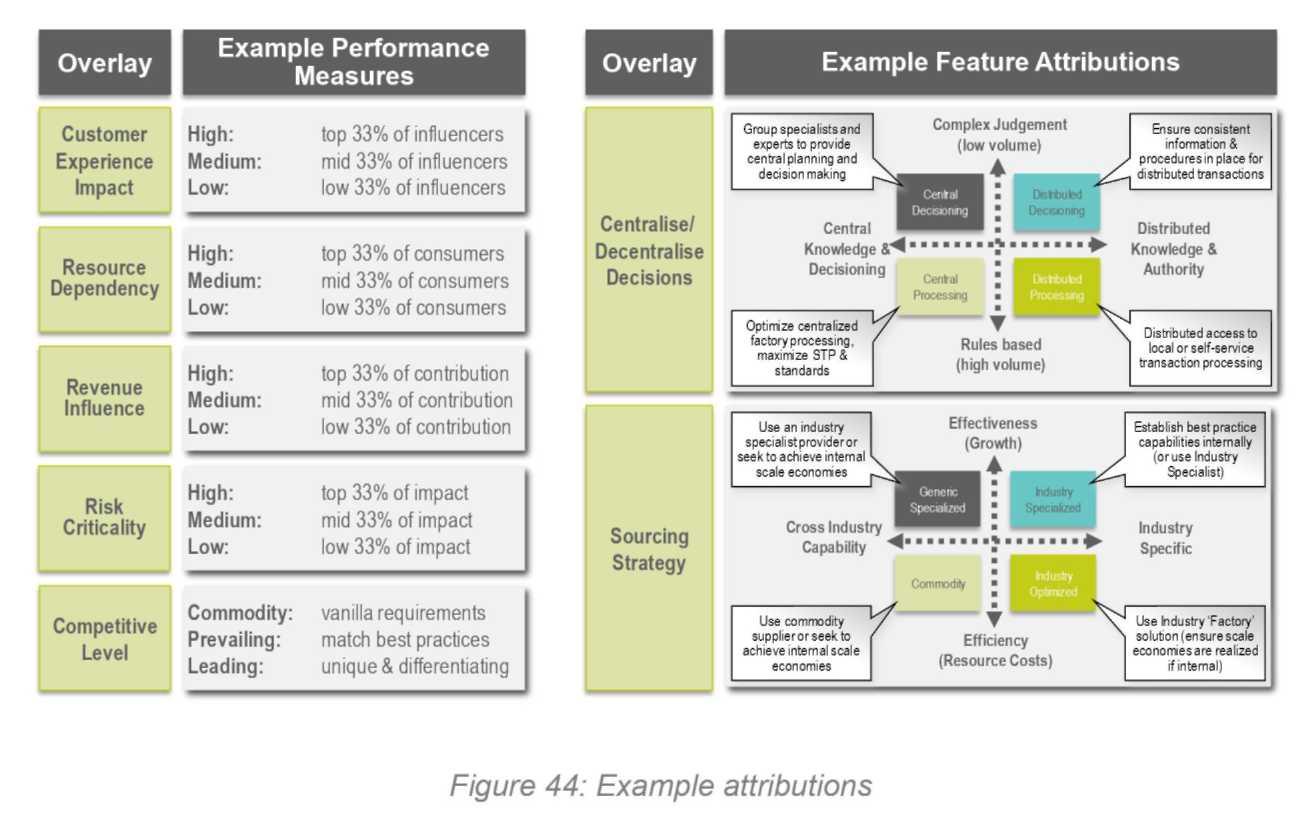 Overlay
Example Performance
Measures
Customer
Experience
Impact
High: top 33% of influencers
Medium: mid 33% of influencers
Low: low 33% of influencers
Resource
Dependency
High: top 33% of consumers
Medium: mid 33% of consumers
Low: low 33% of consumers
Revenue
Influence
High: top 33% of contribution
Medium: mid 33% of contribution
Low: low 33% of contribution
Risk
Criticality
High: top 33% of impact
Medium: mid 33% of impact
Low: low 33% of impact
Competitive
Level
Commodity: vanilla requirements
Prevailing: match best practices
Leading: unique & differentiating
Overlay
Example Feature Attributions
Centralise/
Decentralise
Decisions
Group specialists and
experts to provide
central planning and
decision making
Complex Judgement
(low volume)
Ensure consistent
information &
procedures in place for
distributed transactions
Central
Decisioning
Distributed
Decisioning
Central
Knowledge &
Decisioning
Distributed
Knowledge &
Authority
Central
Processing
Distributed
Processing
Optimize centralized
factory processing,
maximize STP &
standards
Rules based
(high volume)
Distributed access to
local or self-service
transaction processing
Sourcing
Strategy
Use an industry
specialist provider or
seek to achieve internal
scale economies
Effectiveness
(Growth)
Establish best practice
capabilities internally
(or use Industry
Specialist)
Generic
Specialized
Industry
Specialized
Cross Industry
Capability
Industry
Specific
Commodity
Industry
Optimized
Use commodity
supplier or seek to
achieve internal scale
economies
Efficiency
(Resource Costs)
Use Industry ‘Factory’
solution (ensure scale
economies are realized
if internal)
Figure 44: Example attributions